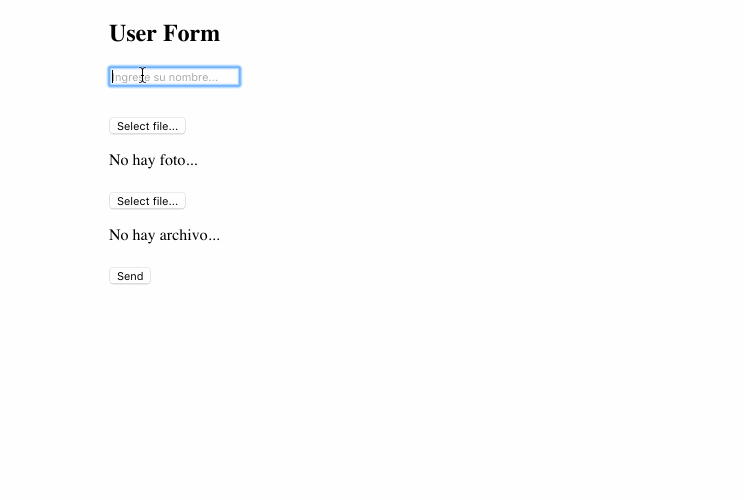 User Form
Ingrese su nombre...
Select file...
No hay foto...
Select file...
No hay archivo...
Send